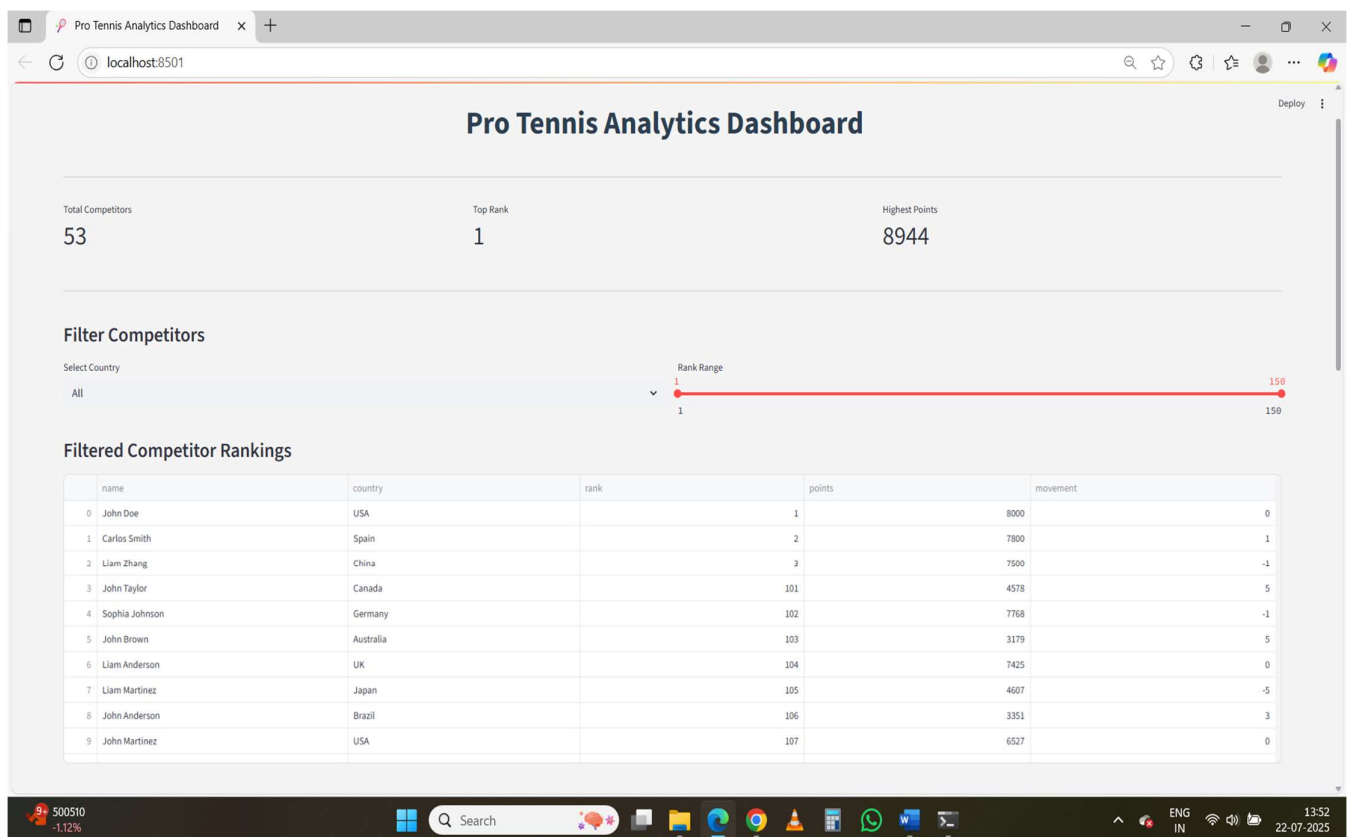 Pro Tennis Analytics Dashboard
localhost:8501
Deploy
Pro Tennis Analytics Dashboard
Total Competitors Top Rank Highest Points
53 1 8944
Filter Competitors
Select Country Rank Range
1 150
All
1 150
Filtered Competitor Rankings
name country rank points movement
0 John Doe USA 1 8000 0
1 Carlos Smith Spain 2 7800 1
2 Liam Zhang China 3 7500 -1
3 John Taylor Canada 101 4578 5
4 Sophia Johnson Germany 102 7768 -1
5 John Brown Australia 103 3179 5
6 Liam Anderson UK 104 7425 0
7 Liam Martinez Japan 105 4607 -5
8 John Anderson Brazil 106 3351 3
9 John Martinez USA 107 6527 0
9+ 500510 Search ENG 13:52
-1.12% IN 22-07-2025